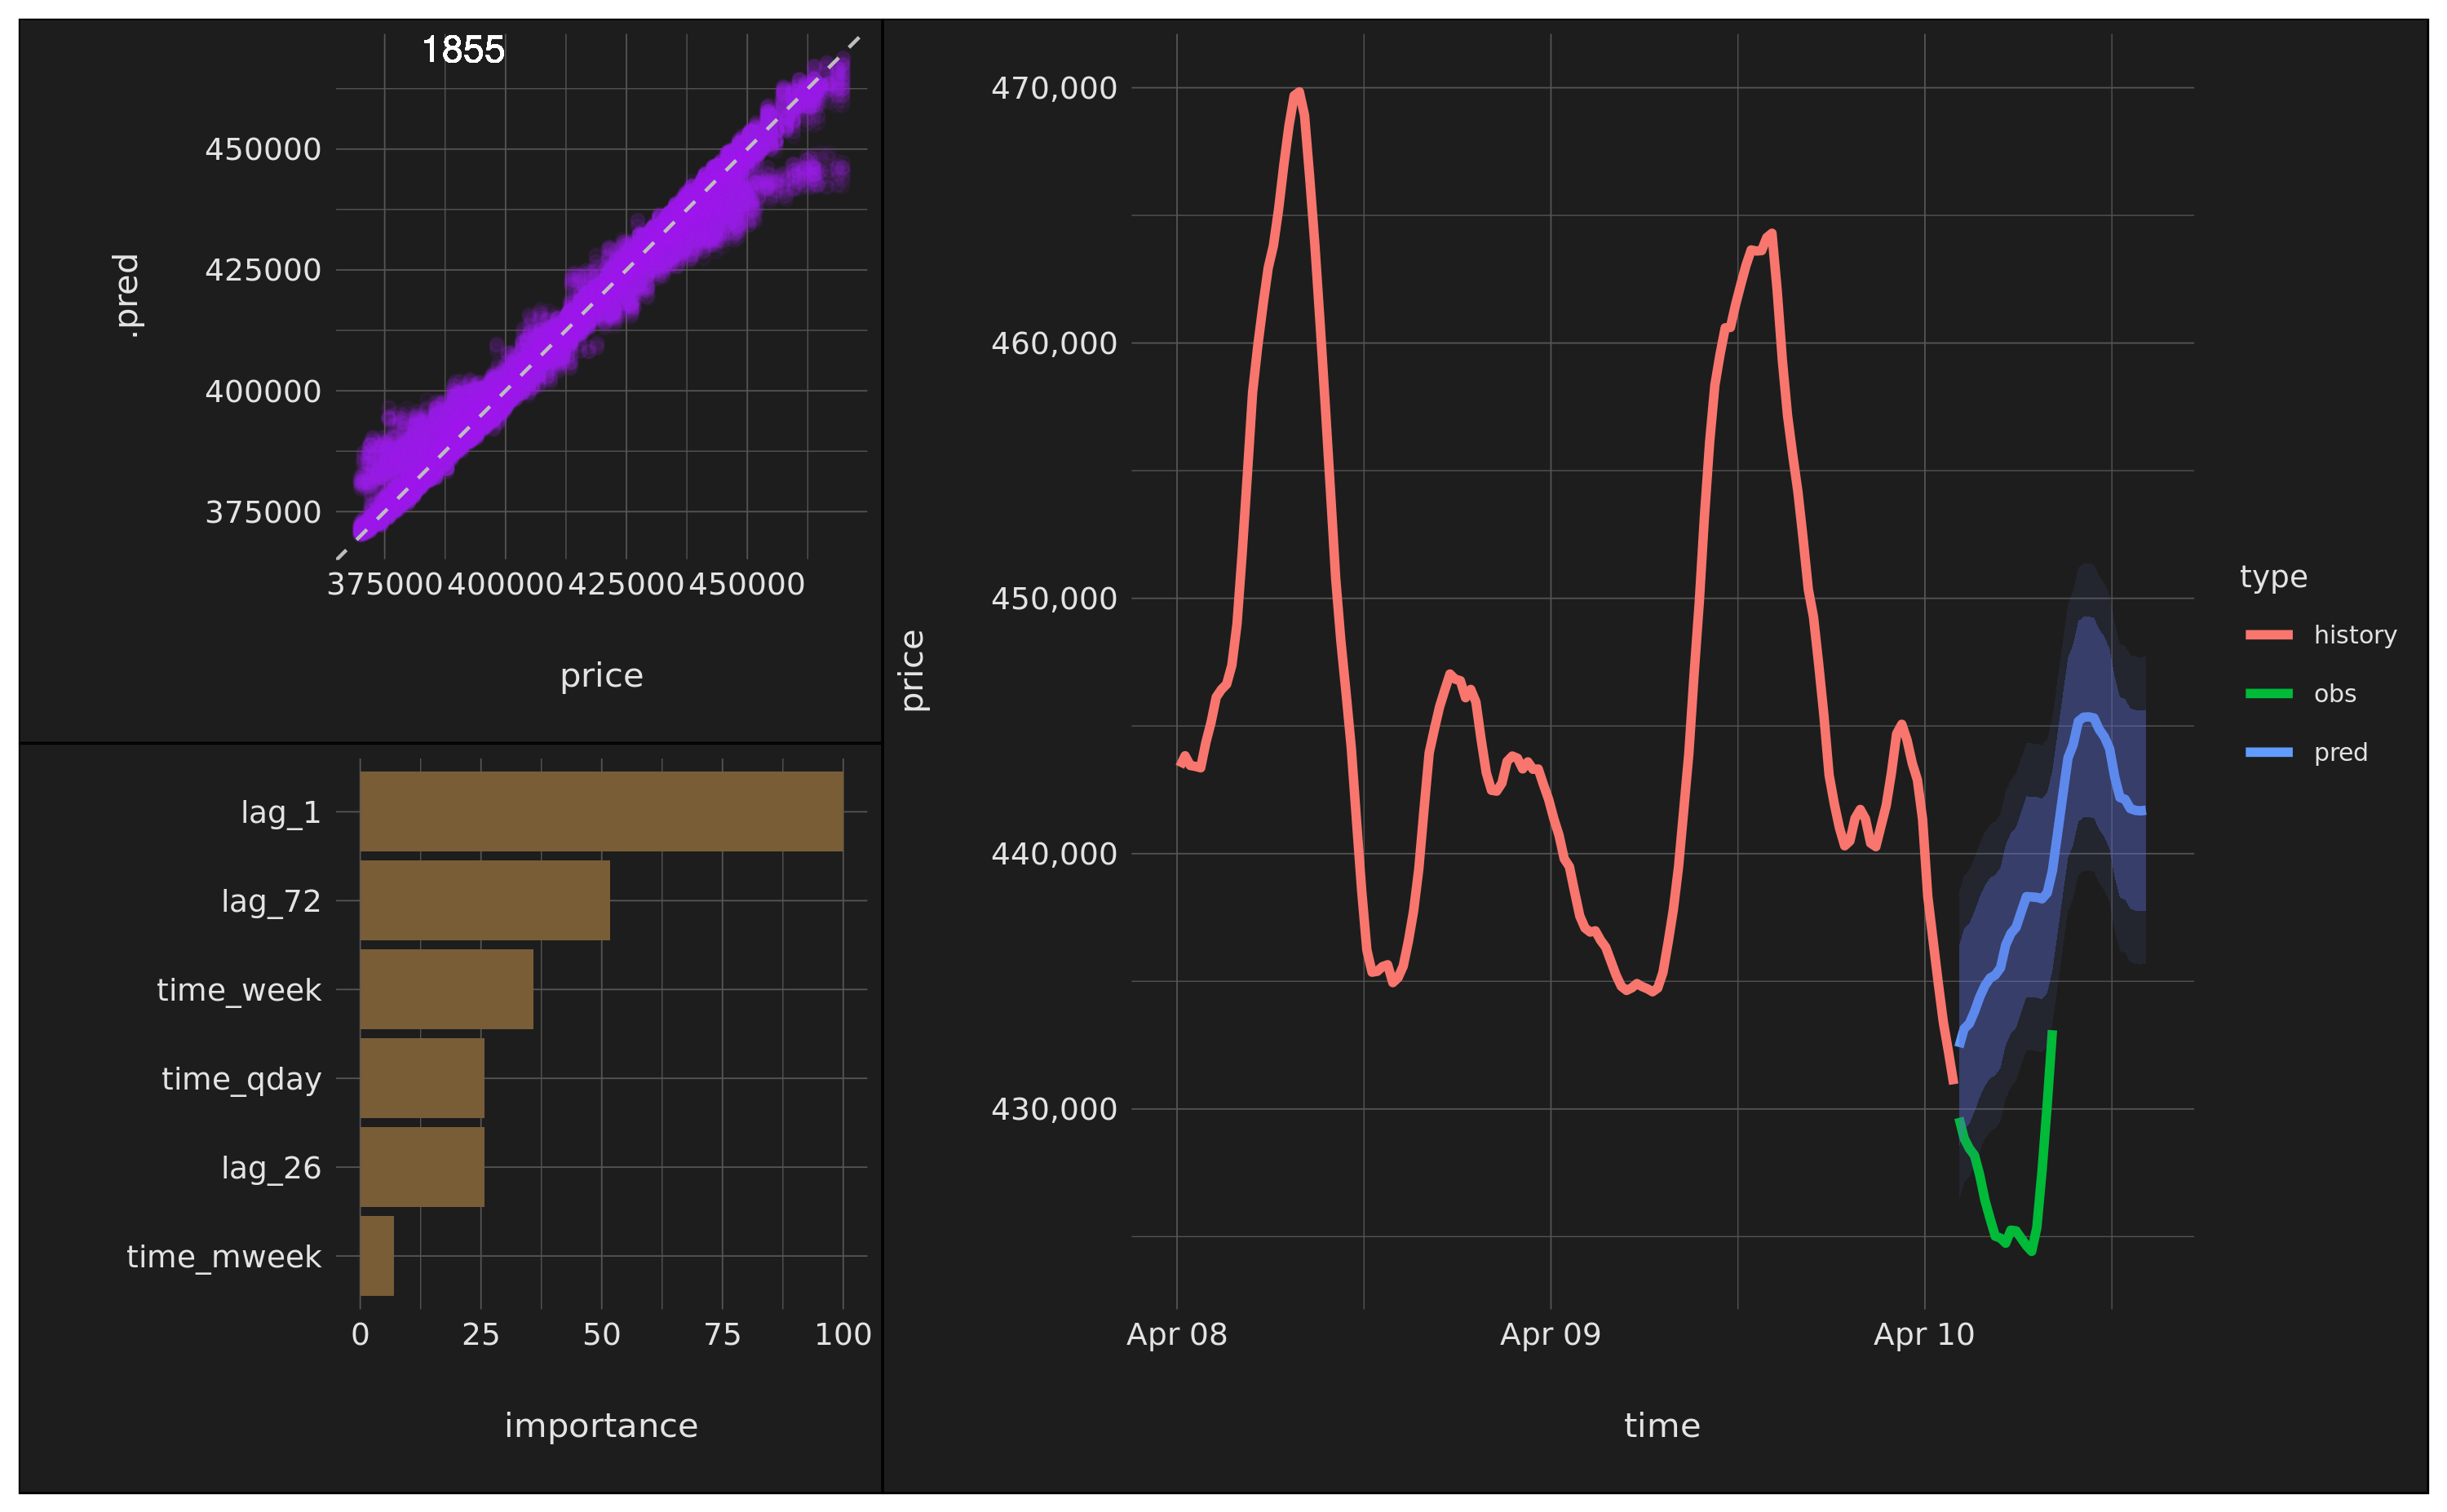 1855
.pred
450000
425000
400000
375000
375000 400000 425000 450000
price
lag_1
lag_72
time_week
time_qday
lag_26
time_mweek
0 25 50 75 100
importance
price
470,000
460,000
450,000
440,000
430,000
Apr 08 Apr 09 Apr 10
time
type
history
obs
pred